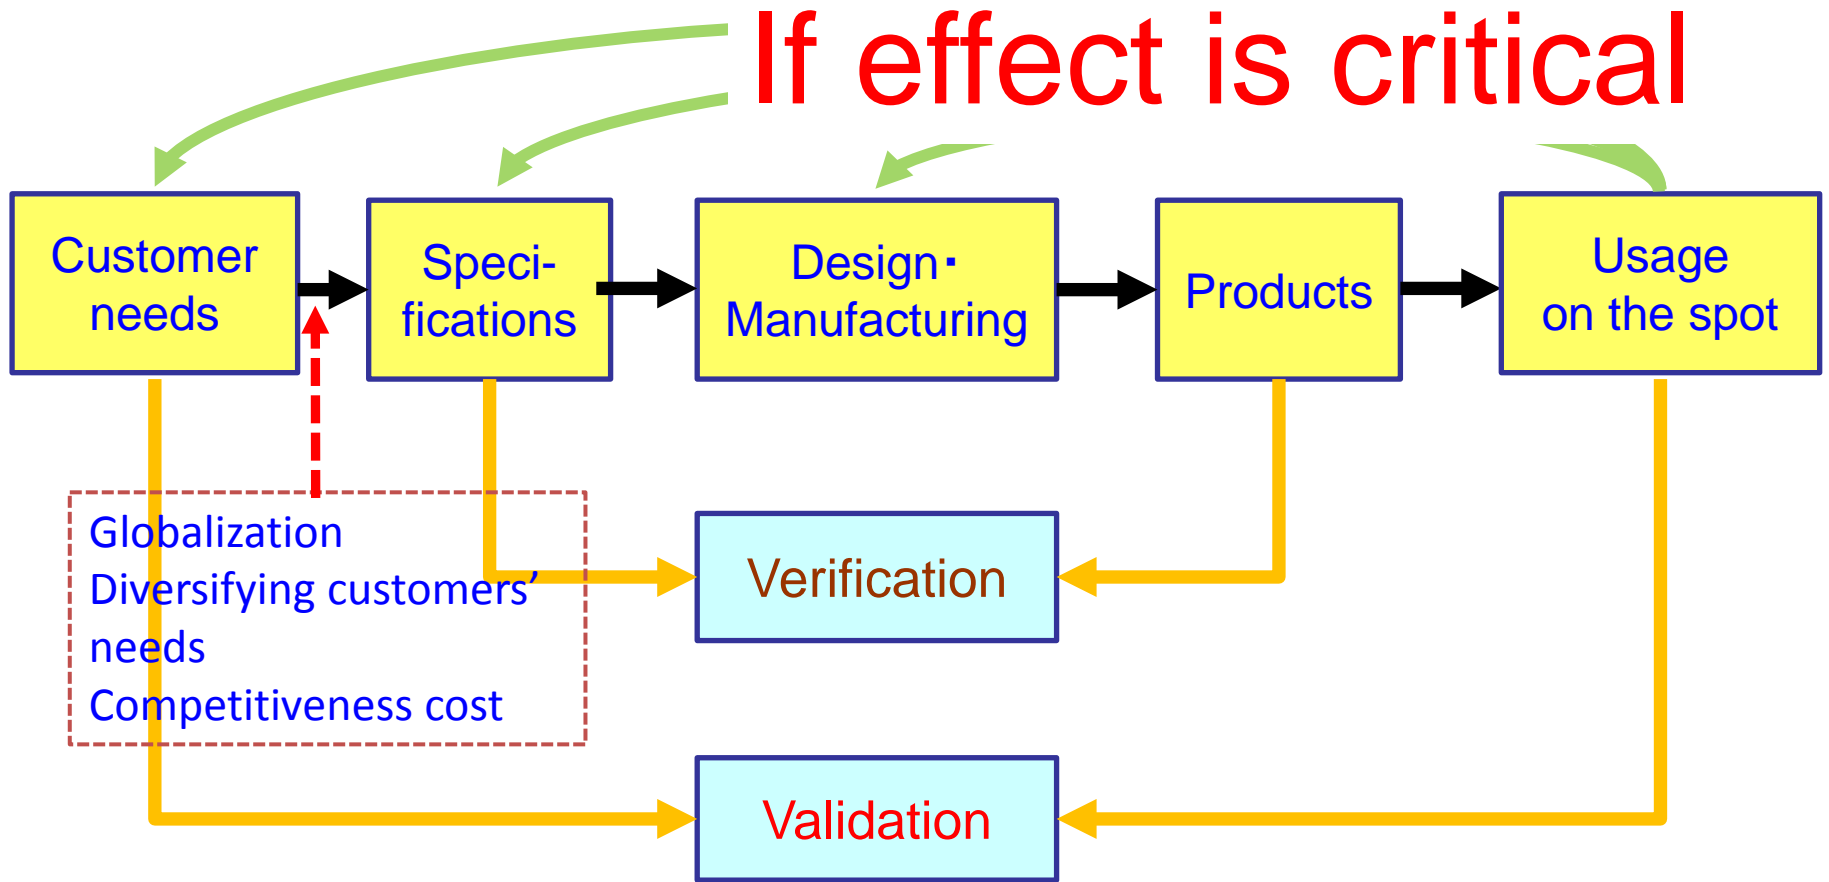 If effect is critical
Customer
needs
Speci-
fications
Design・
Manufacturing
Products
Usage
on the spot
Globalization
Diversifying customers’
needs
Competitiveness cost
Verification
Validation